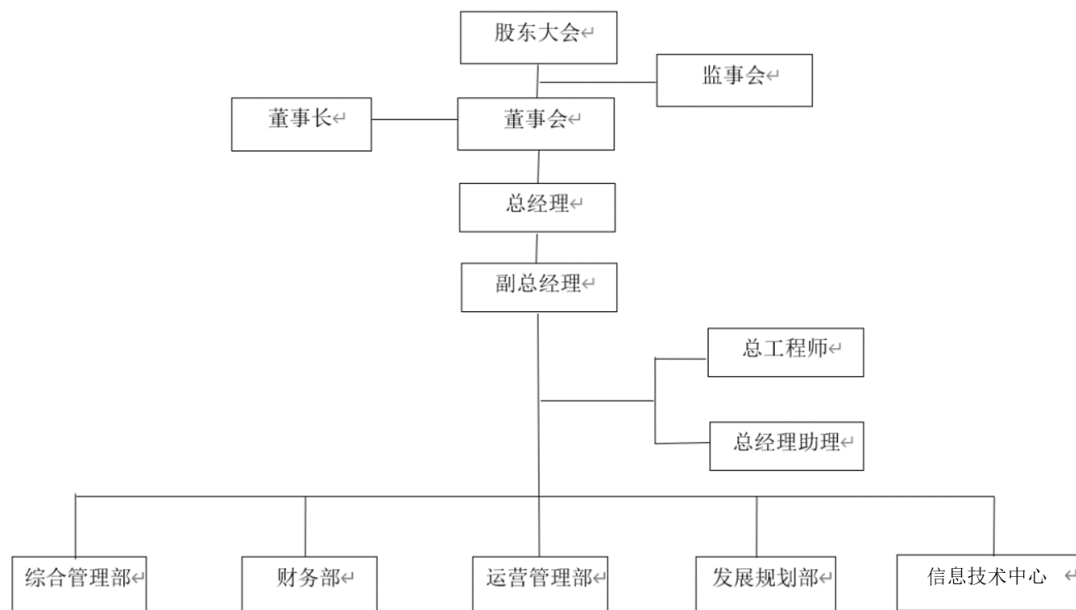 股东大会
监事会
董事长
董事会
总经理
副总经理
总工程师
总经理助理
综合管理部
财务部
运营管理部
发展规划部
信息技术中心